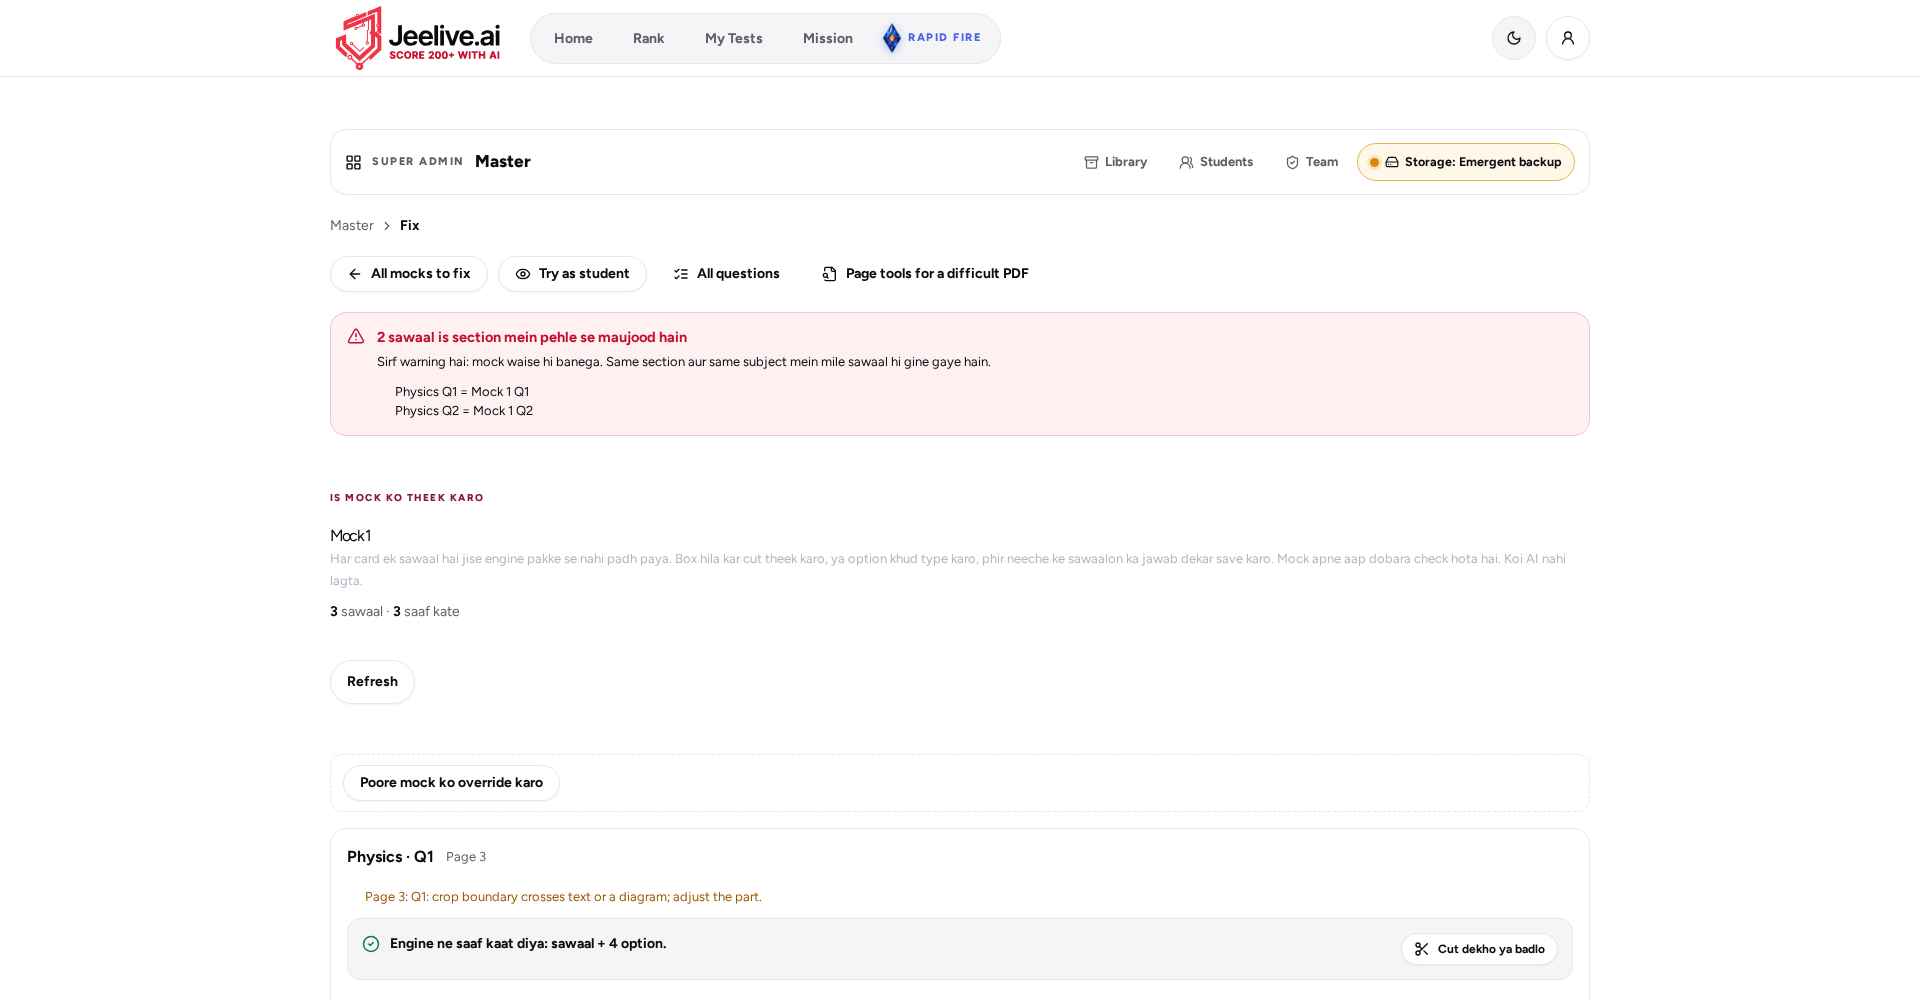 Jeelive.ai
SCORE 200+ WITH AI
Home
Rank
My Tests
Mission
RAPID FIRE
SUPER ADMIN
Master
Library
Students
Team
Storage: Emergent backup
Master
Fix
All mocks to fix
Try as student
All questions
Page tools for a difficult PDF
2 sawaal is section mein pehle se maujood hain
Sirf warning hai: mock waise hi banega. Same section aur same subject mein mile sawaal hi gine gaye hain.
Physics Q1 = Mock 1 Q1
Physics Q2 = Mock 1 Q2
IS MOCK KO THEEK KARO
Mock 1
Har card ek sawaal hai jise engine pakke se nahi padh paya. Box hila kar cut theek karo, ya option khud type karo, phir neeche ke sawaalon ka jawab dekar save karo. Mock apne aap dobara check hota hai. Koi AI nahi
lagta.
3 sawaal · 3 saaf kate
Refresh
Poore mock ko override karo
Physics · Q1
Page 3
Page 3: Q1: crop boundary crosses text or a diagram; adjust the part.
Engine ne saaf kaat diya: sawaal + 4 option.
Cut dekho ya badlo